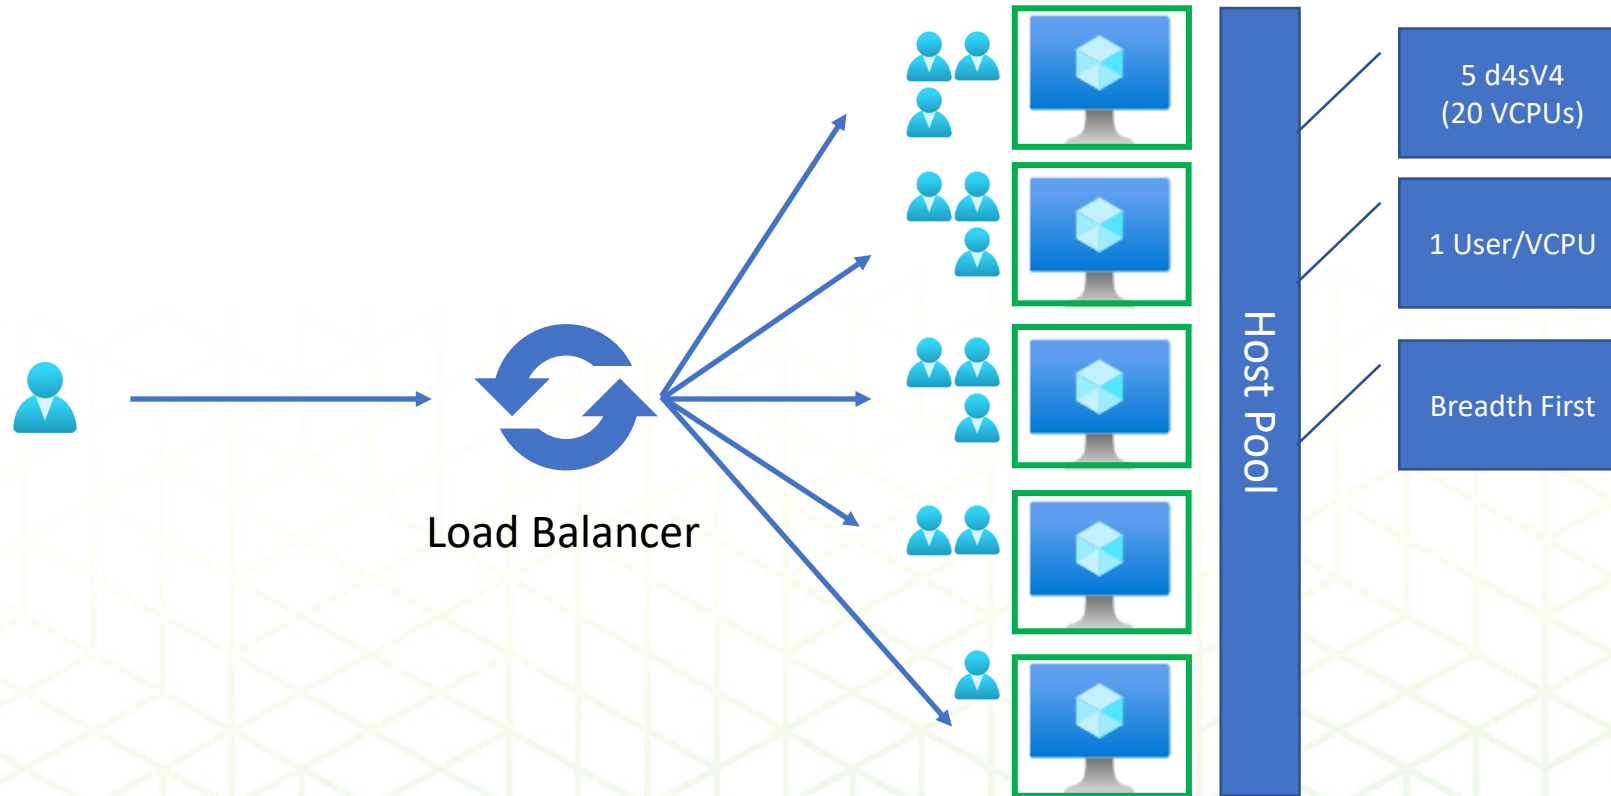 5 d4sV4
(20 VCPUs)
1 User/VCPU
Breadth First
Host Pool
Load Balancer